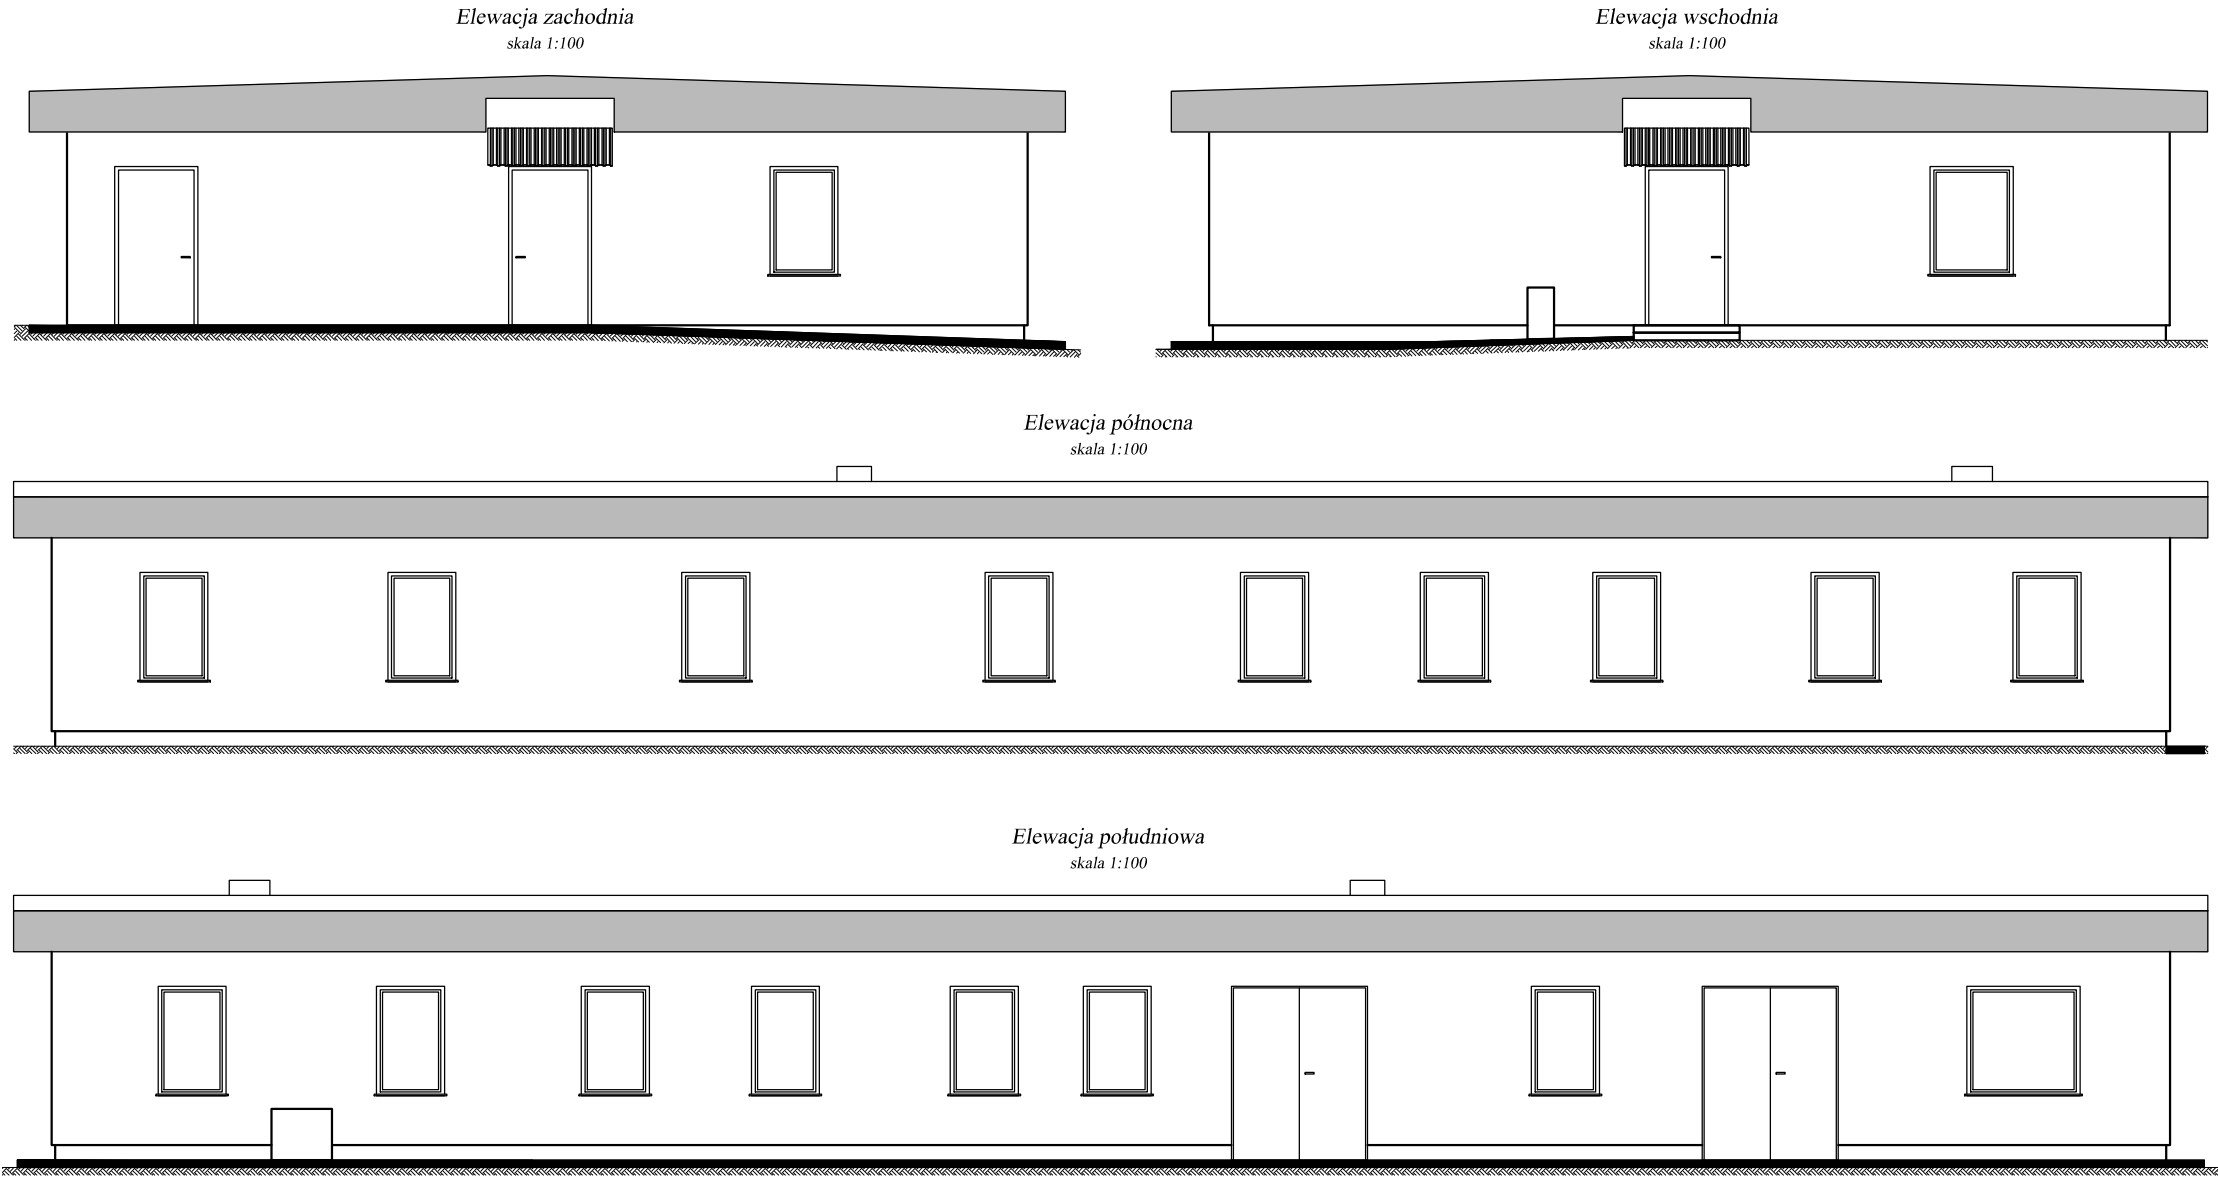 Elewacja zachodnia
skala 1:100
Elewacja wschodnia
skala 1:100
Elewacja północna
skala 1:100
Elewacja południowa
skala 1:100